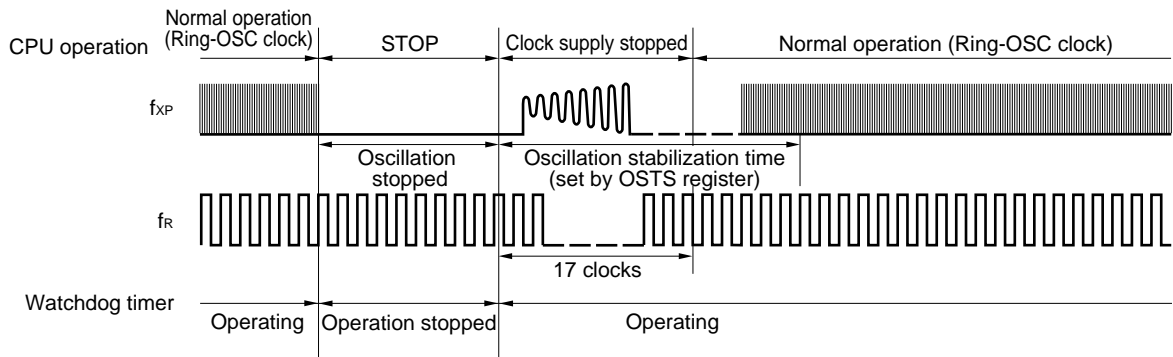 Normal operation
(Ring-OSC clock)
CPU operation
STOP
Clock supply stopped
Normal operation (Ring-OSC clock)
fXP
Oscillation
stopped
Oscillation stabilization time
(set by OSTS register)
fR
17 clocks
Watchdog timer
Operating
Operation stopped
Operating